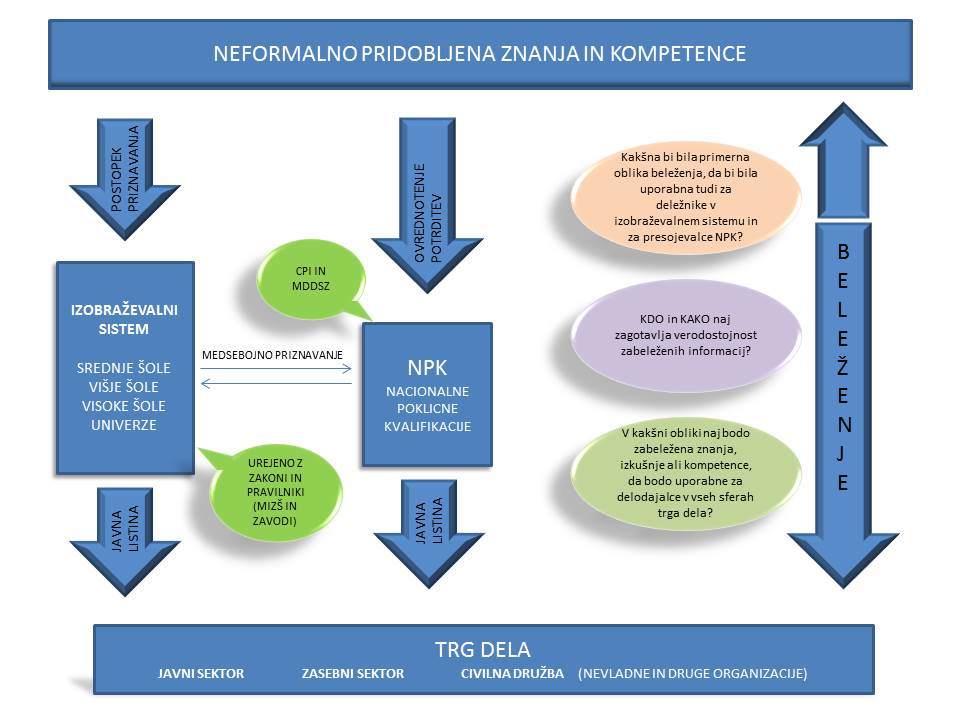 NEFORMALNO PRIDOBLJENA ZNANJA IN KOMPETENCE
POSTOPEK
PRIZNAVANJA
OVREDNOTENJE
POTRDITEV
Kakšna bi bila primerna
oblika beleženja, da bi bila
uporabna tudi za
deležnike v
izobraževalnem sistemu in
za presojevalce NPK?
CPI IN
MDDSZ
IZOBRAŽEVALNI
SISTEM
SREDNJE ŠOLE
VIŠJE ŠOLE
VISOKE ŠOLE
UNIVERZE
MEDSEBOJNO PRIZNAVANJE
NPK
NACIONALNE
POKLICNE
KVALIFIKACIJE
KDO in KAKO naj
zagotavlja verodostojnost
zabeleženih informacij?
BELEŽENJE
UREJENO Z
ZAKONI IN
PRAVILNIKI
(MIZŠ IN
ZAVODI)
V kakšni obliki naj bodo
zabeležena znanja,
izkušnje ali kompetence,
da bodo uporabne za
delodajalce v vseh sferah
trga dela?
JAVNA
LISTINA
JAVNA
LISTINA
TRG DELA
JAVNI SEKTOR ZASEBNI SEKTOR CIVILNA DRUŽBA (NEVLADNE IN DRUGE ORGANIZACIJE)